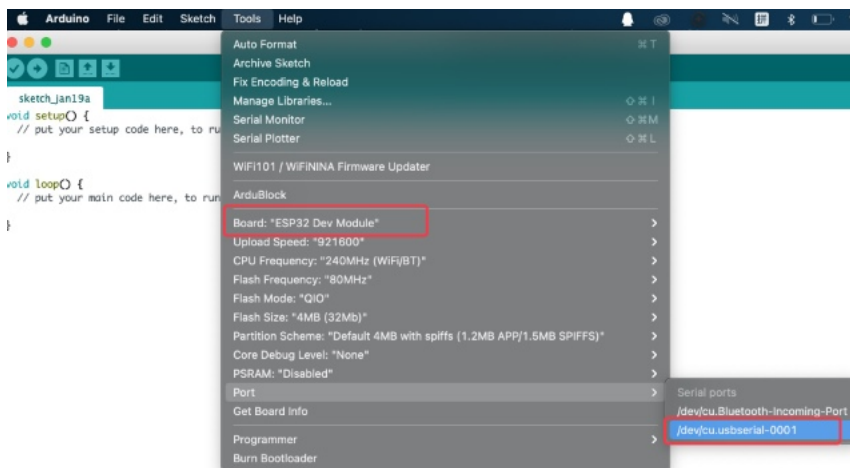 Arduino File Edit Sketch Tools Help
Auto Format ⌘ T
Archive Sketch
Fix Encoding & Reload
Manage Libraries... ⇧ ⌘ I
Serial Monitor ⇧ ⌘ M
Serial Plotter ⇧ ⌘ L
WiFi101 / WiFiNINA Firmware Updater
ArduBlock
Board: "ESP32 Dev Module"
Upload Speed: "921600"
CPU Frequency: "240MHz (WiFi/BT)"
Flash Frequency: "80MHz"
Flash Mode: "QIO"
Flash Size: "4MB (32Mb)"
Partition Scheme: "Default 4MB with spiffs (1.2MB APP/1.5MB SPIFFS)"
Core Debug Level: "None"
PSRAM: "Disabled"
Port
Get Board Info
Programmer
Burn Bootloader
sketch_jan19a
void setup() {
// put your setup code here, to ru
}
void loop() {
// put your main code here, to run
}
Serial ports
/dev/cu.Bluetooth-Incoming-Port
/dev/cu.usbserial-0001
拼